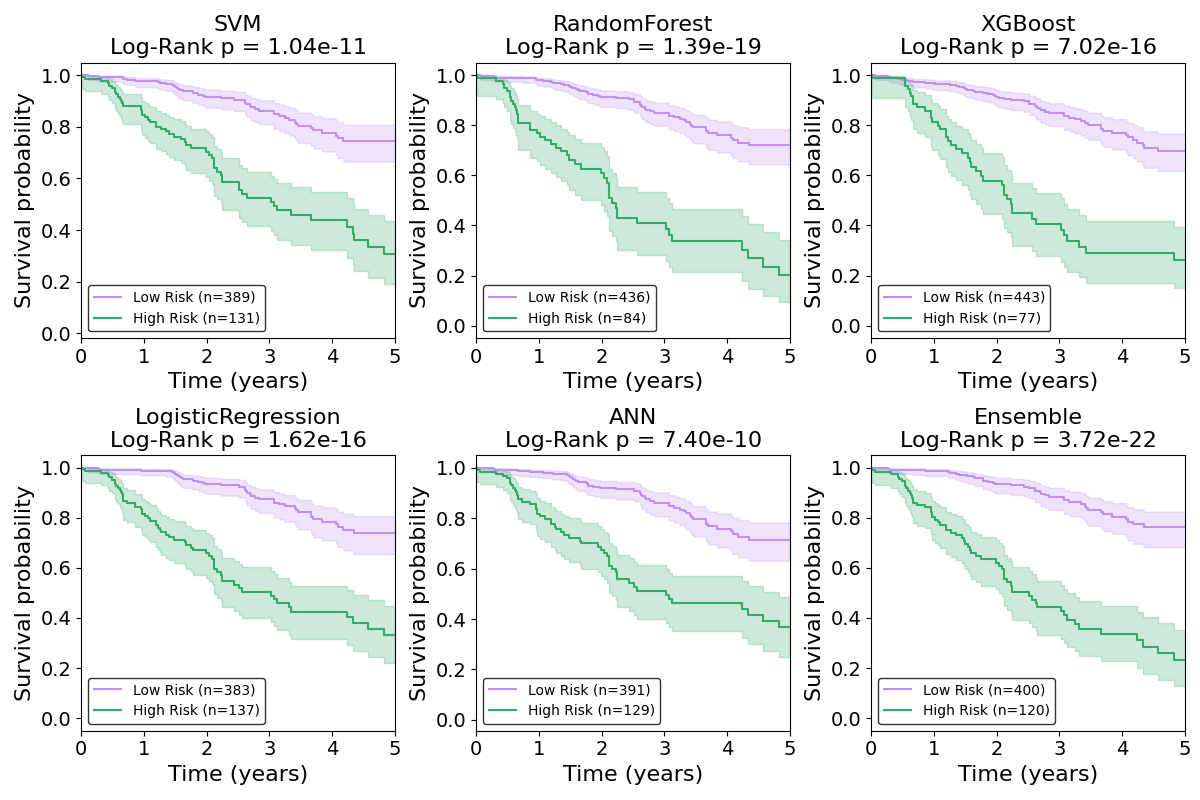 SVM
Log-Rank p = 1.04e-11
Survival probability
1.0
0.8
0.6
0.4
0.2
0.0
Low Risk (n=389)
High Risk (n=131)
0 1 2 3 4 5
Time (years)
RandomForest
Log-Rank p = 1.39e-19
Survival probability
1.0
0.8
0.6
0.4
0.2
0.0
Low Risk (n=436)
High Risk (n=84)
0 1 2 3 4 5
Time (years)
XGBoost
Log-Rank p = 7.02e-16
Survival probability
1.0
0.8
0.6
0.4
0.2
0.0
Low Risk (n=443)
High Risk (n=77)
0 1 2 3 4 5
Time (years)
LogisticRegression
Log-Rank p = 1.62e-16
Survival probability
1.0
0.8
0.6
0.4
0.2
0.0
Low Risk (n=383)
High Risk (n=137)
0 1 2 3 4 5
Time (years)
ANN
Log-Rank p = 7.40e-10
Survival probability
1.0
0.8
0.6
0.4
0.2
0.0
Low Risk (n=391)
High Risk (n=129)
0 1 2 3 4 5
Time (years)
Ensemble
Log-Rank p = 3.72e-22
Survival probability
1.0
0.8
0.6
0.4
0.2
0.0
Low Risk (n=400)
High Risk (n=120)
0 1 2 3 4 5
Time (years)